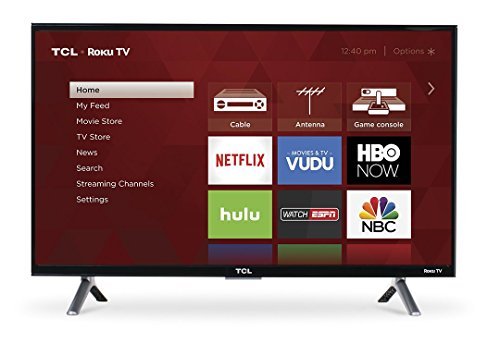 TCL • Roku TV
12:40 pm | Options ✱
Home
My Feed
Movie Store
TV Store
News
Search
Streaming Channels
Settings
Cable
Antenna
Game console
NETFLIX
MOVIES & TV
VUDU
HBO
NOW
hulu
WATCH ESPN
NBC
TCL
Roku TV